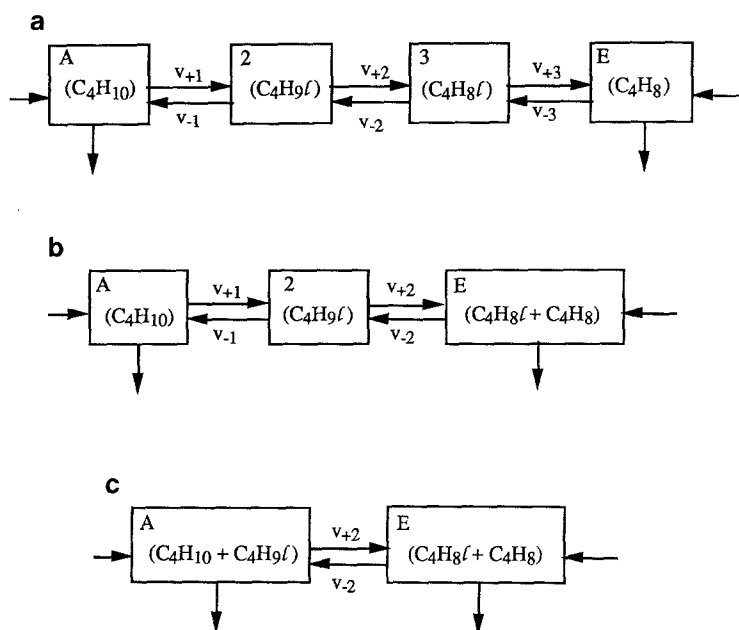 a
A 2 3 E
(C₄H₁₀) v₊₁ (C₄H₉ℓ) v₊₂ (C₄H₈ℓ) v₊₃ (C₄H₈)
v₋₁ v₋₂ v₋₃
b
A 2 E
(C₄H₁₀) v₊₁ (C₄H₉ℓ) v₊₂ (C₄H₈ℓ + C₄H₈)
v₋₁ v₋₂
c
A E
(C₄H₁₀ + C₄H₉ℓ) v₊₂ (C₄H₈ℓ + C₄H₈)
v₋₂